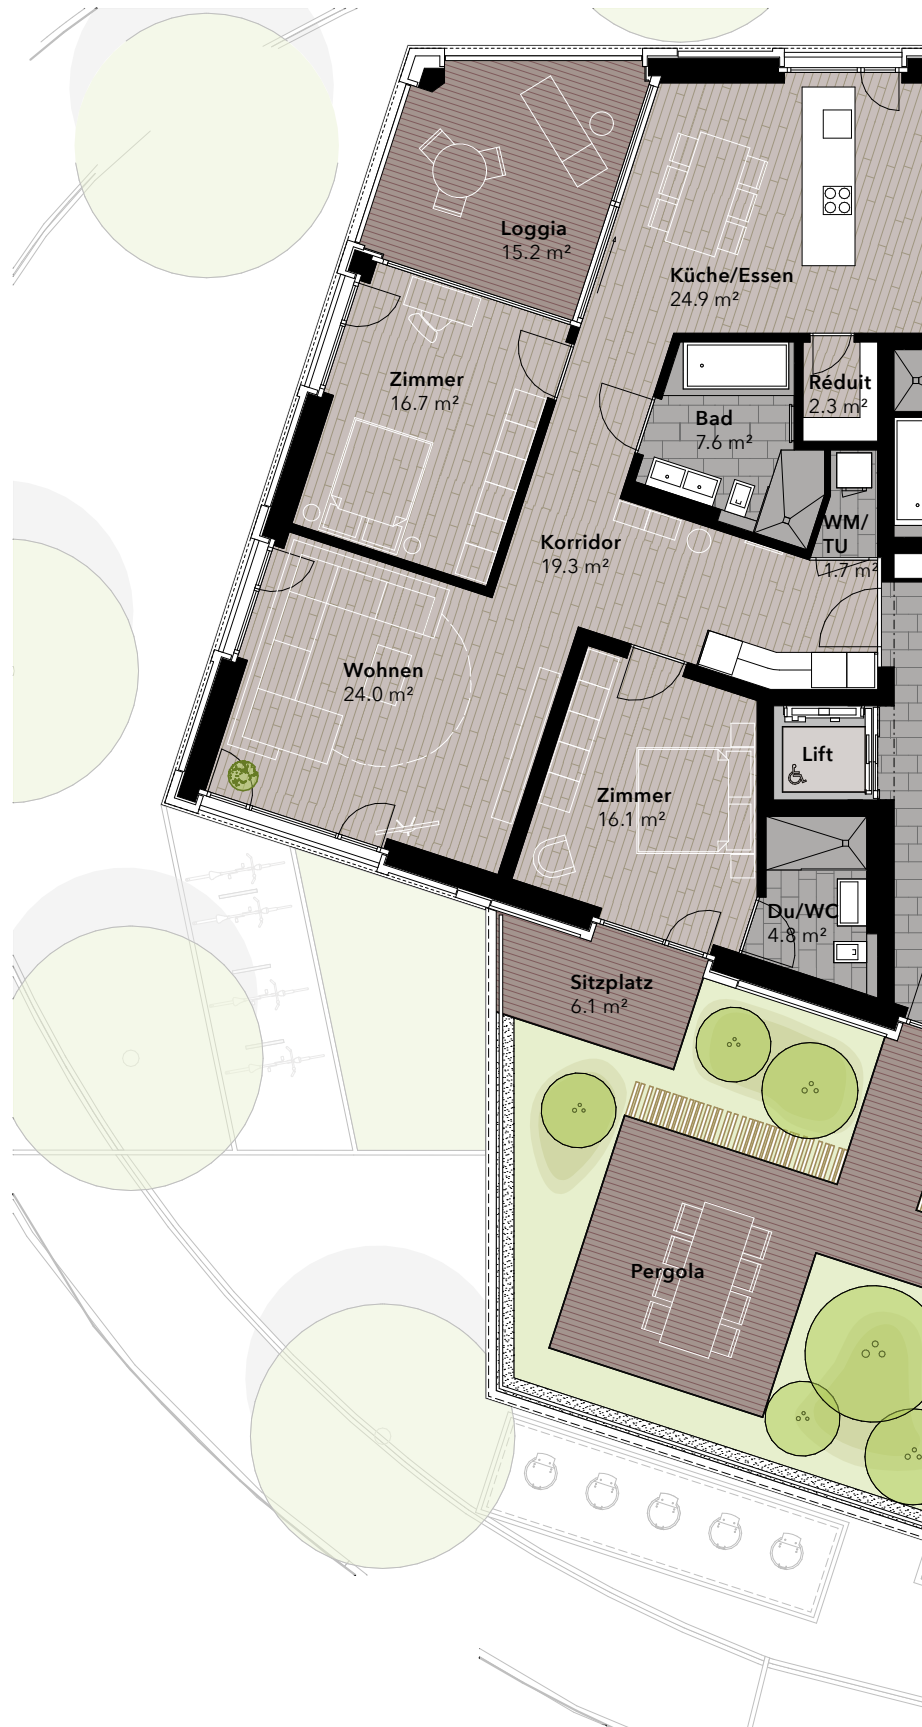 Loggia
15.2 m²
Küche/Essen
24.9 m²
Zimmer
16.7 m²
Réduit
2.3 m²
Bad
7.6 m²
WM/
TU
1.7 m²
Korridor
19.3 m²
Wohnen
24.0 m²
Lift
Zimmer
16.1 m²
Du/WC
4.8 m²
Sitzplatz
6.1 m²
Pergola